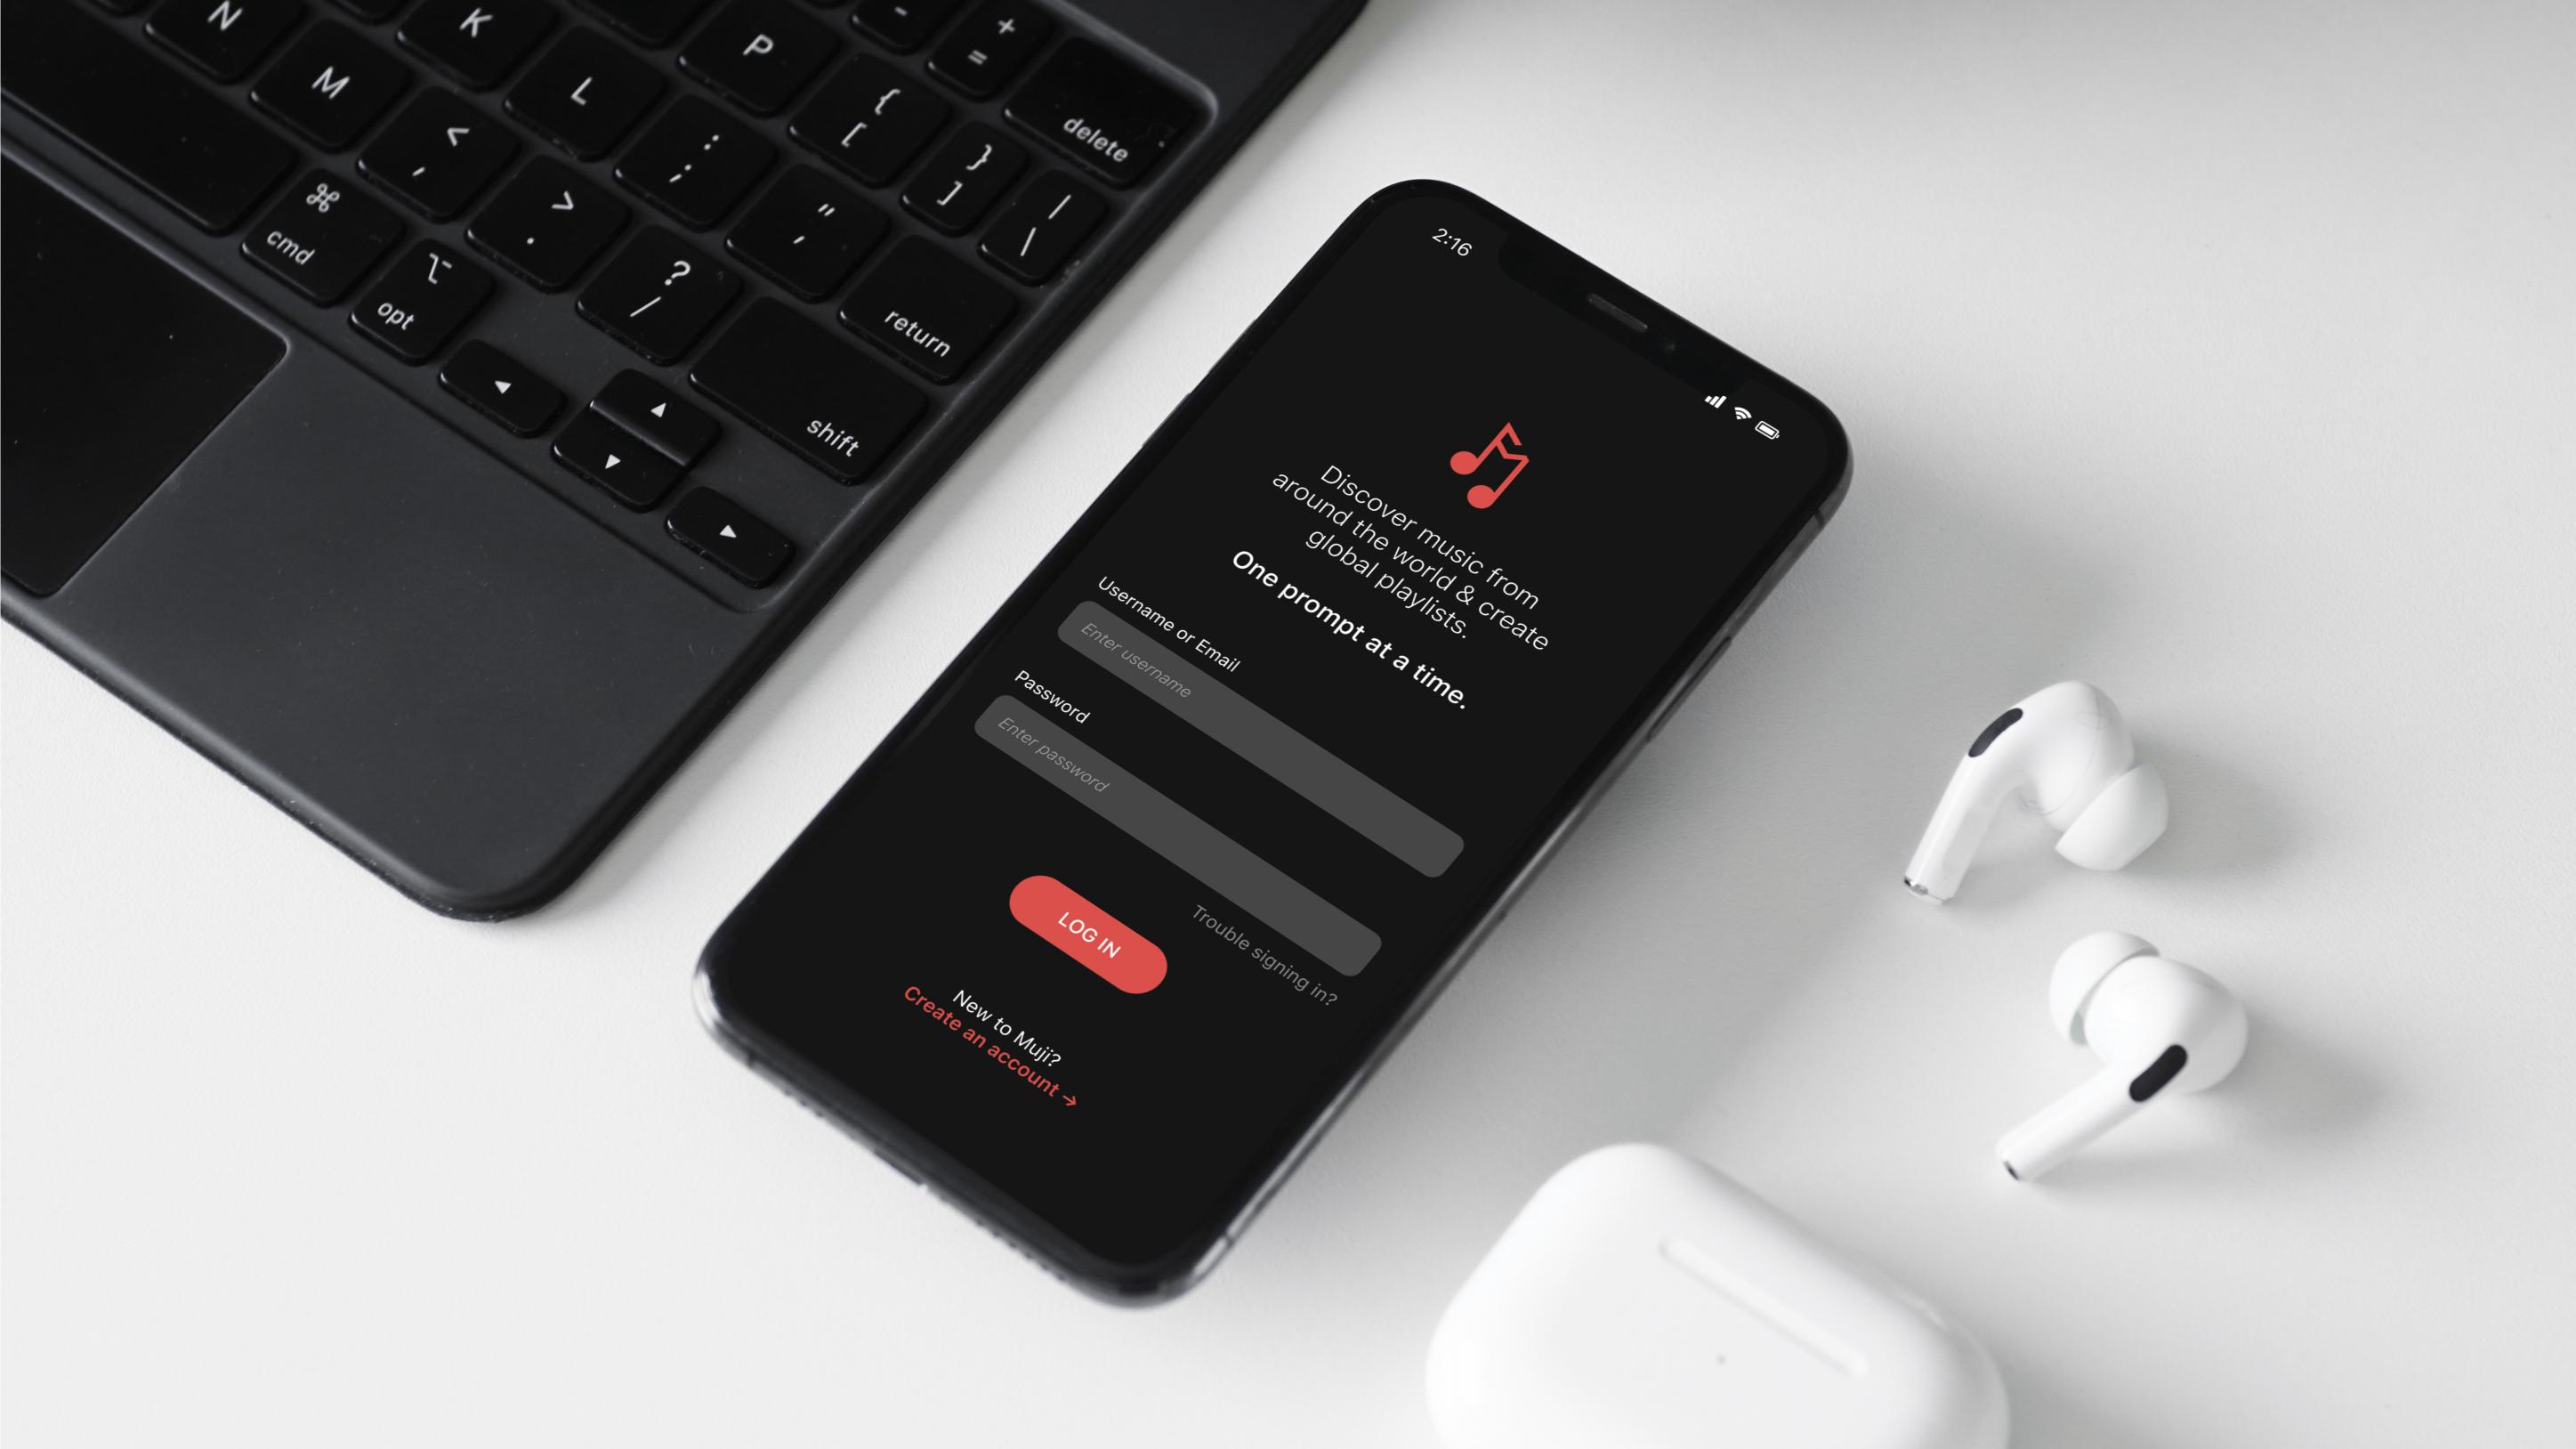 N
K
P
-
+
=
M
L
{
[
delete
<
,
:
;
}
]
⌘
cmd
>
.
"
'
|
\
⌥
opt
?
/
return
◀
▲
▼
shift
▶
2:16
Discover music from
around the world & create
global playlists.
One prompt at a time.
Username or Email
Enter username
Password
Enter password
Trouble signing in?
LOG IN
New to Muji?
Create an account →